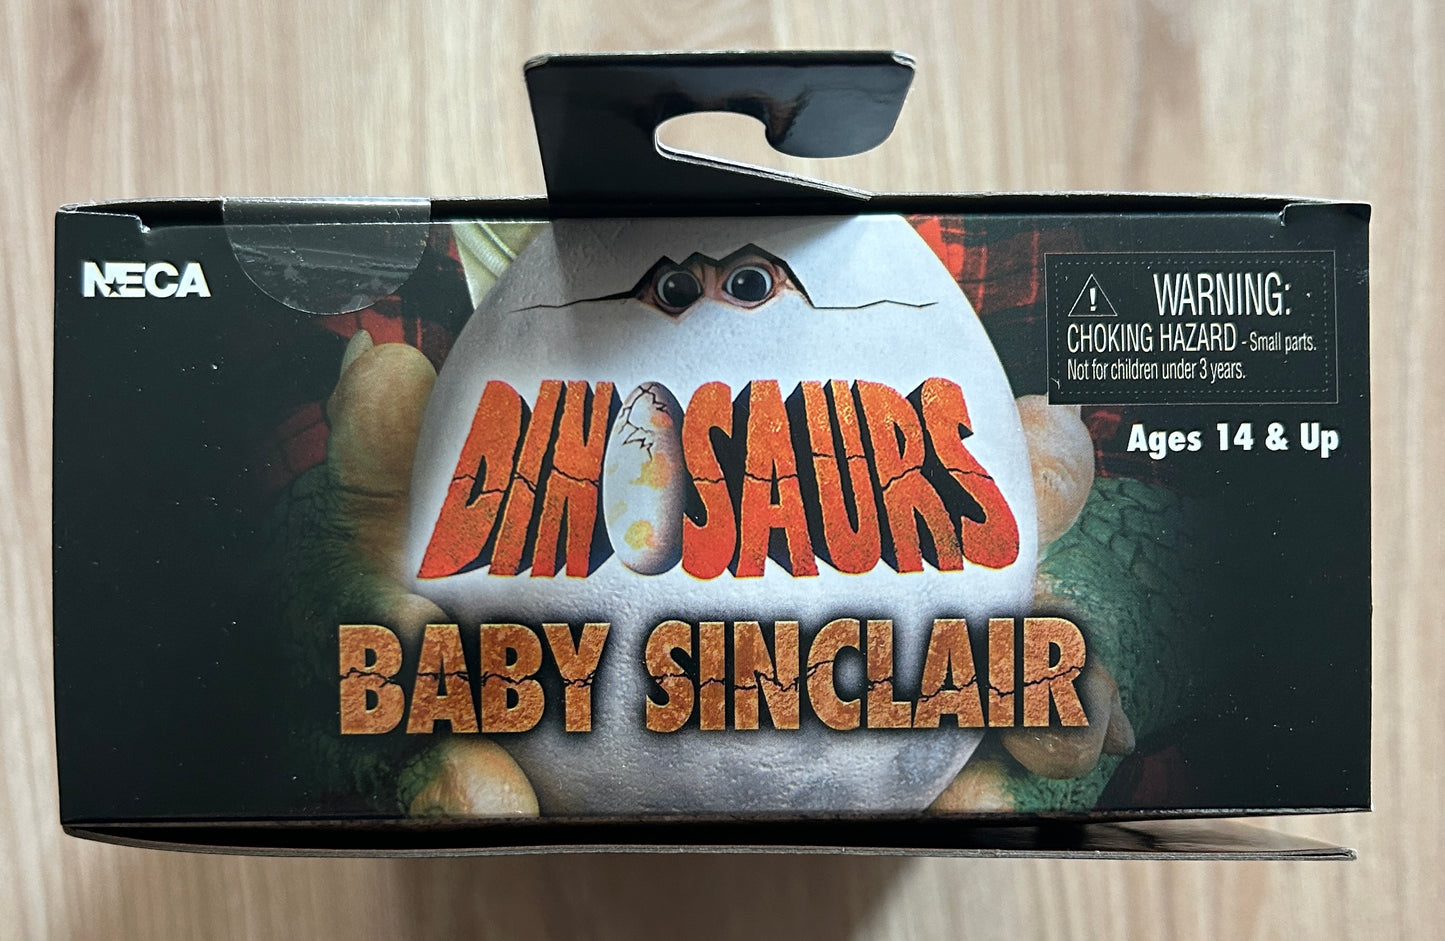 NECA
WARNING:
CHOKING HAZARD - Small parts.
Not for children under 3 years.
Ages 14 & Up
DINOSAURS
BABY SINCLAIR